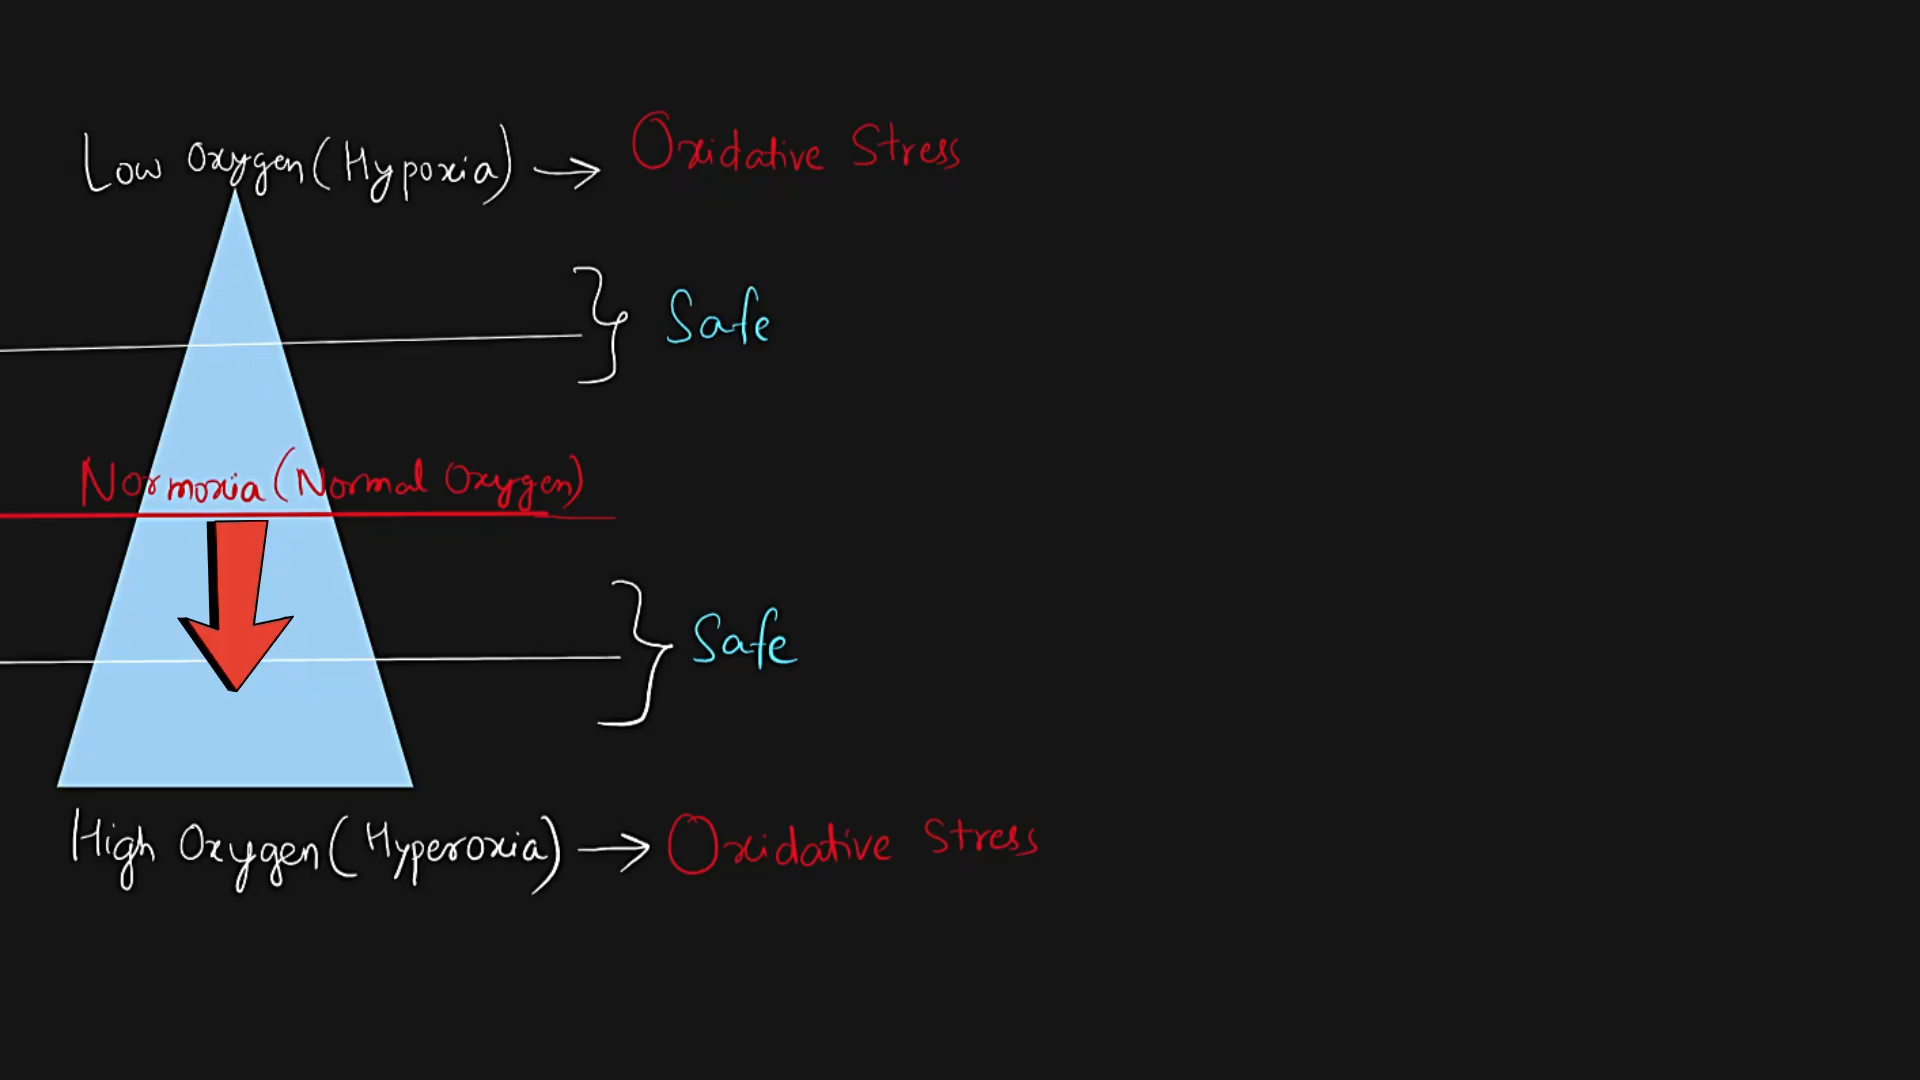 Low Oxygen (Hypoxia) → Oxidative Stress
Safe
Normoxia (Normal Oxygen)
Safe
High Oxygen (Hyperoxia) → Oxidative Stress